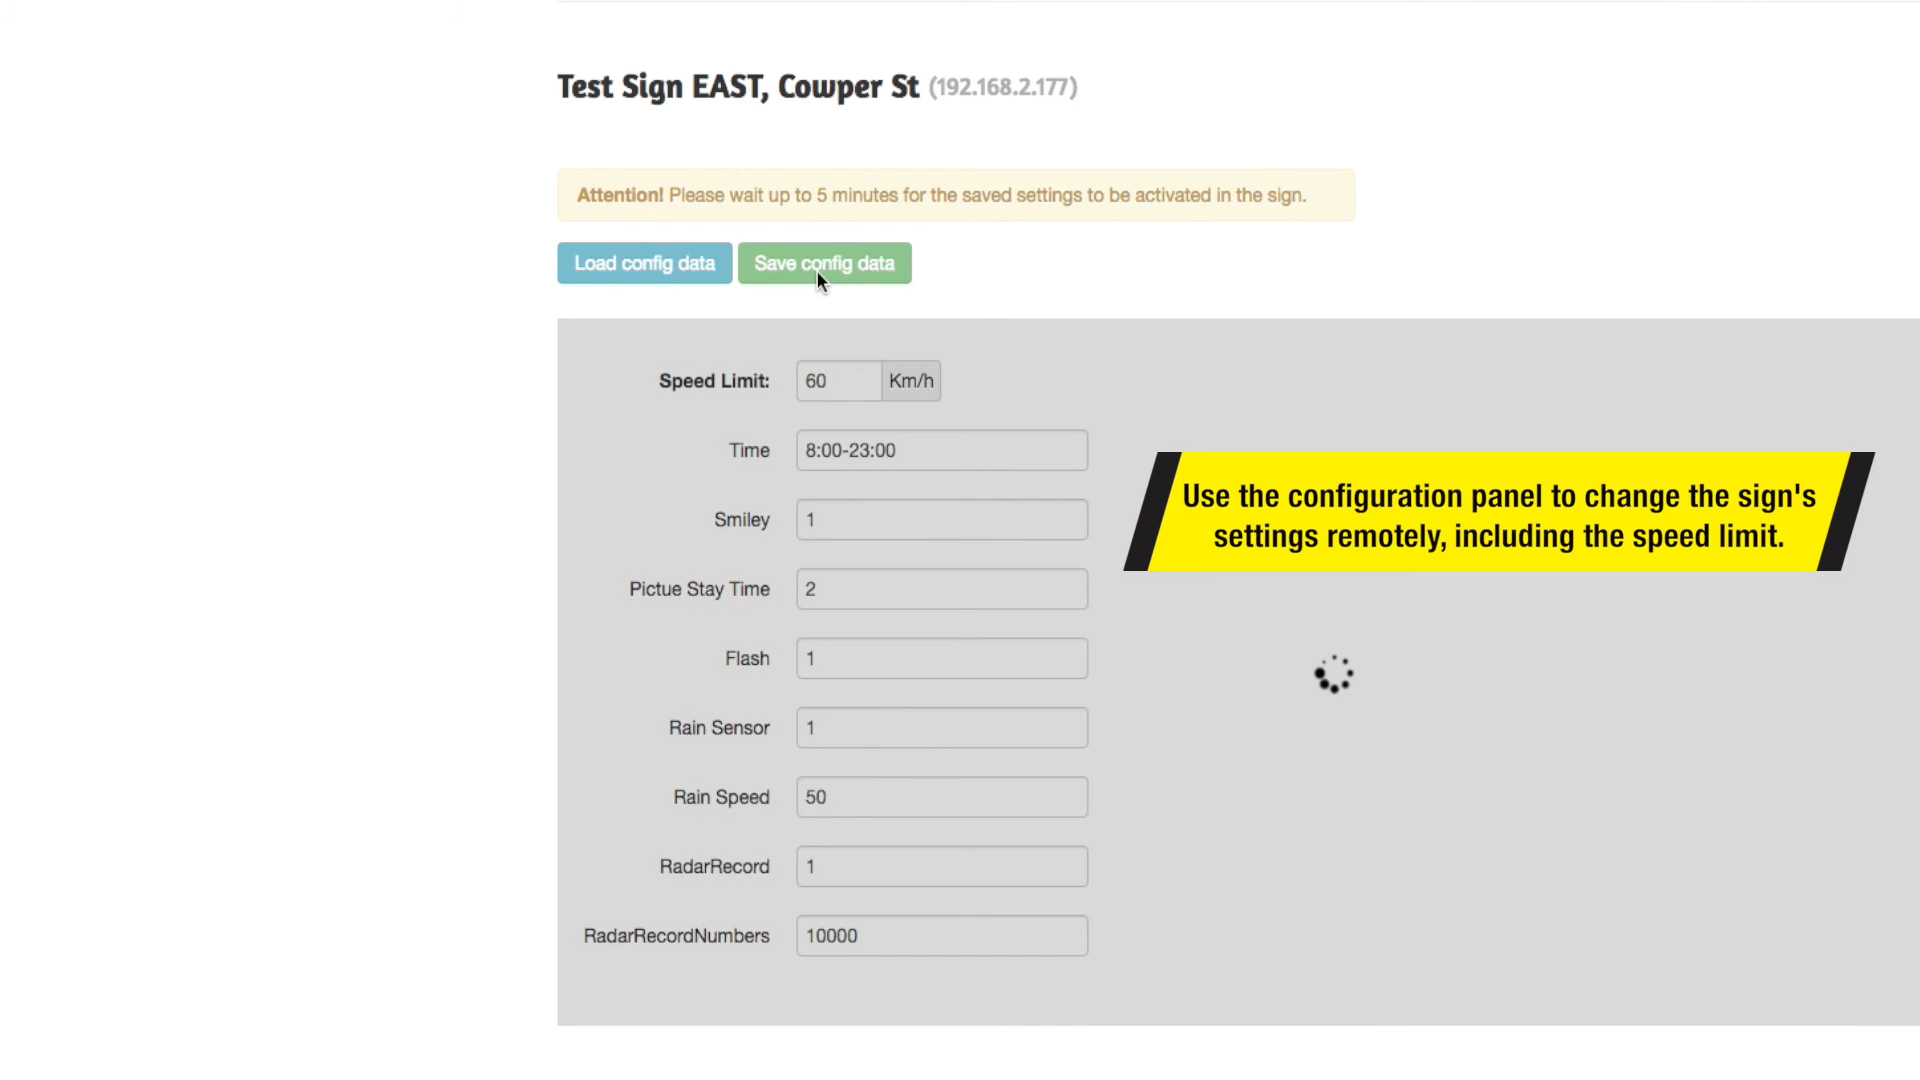 Test Sign EAST, Cowper St (192.168.2.177)
Attention! Please wait up to 5 minutes for the saved settings to be activated in the sign.
Load config data Save config data
Speed Limit: 60 Km/h
Time 8:00-23:00
Smiley 1
Use the configuration panel to change the sign's
settings remotely, including the speed limit.
Pictue Stay Time 2
Flash 1
Rain Sensor 1
Rain Speed 50
RadarRecord 1
RadarRecordNumbers 10000